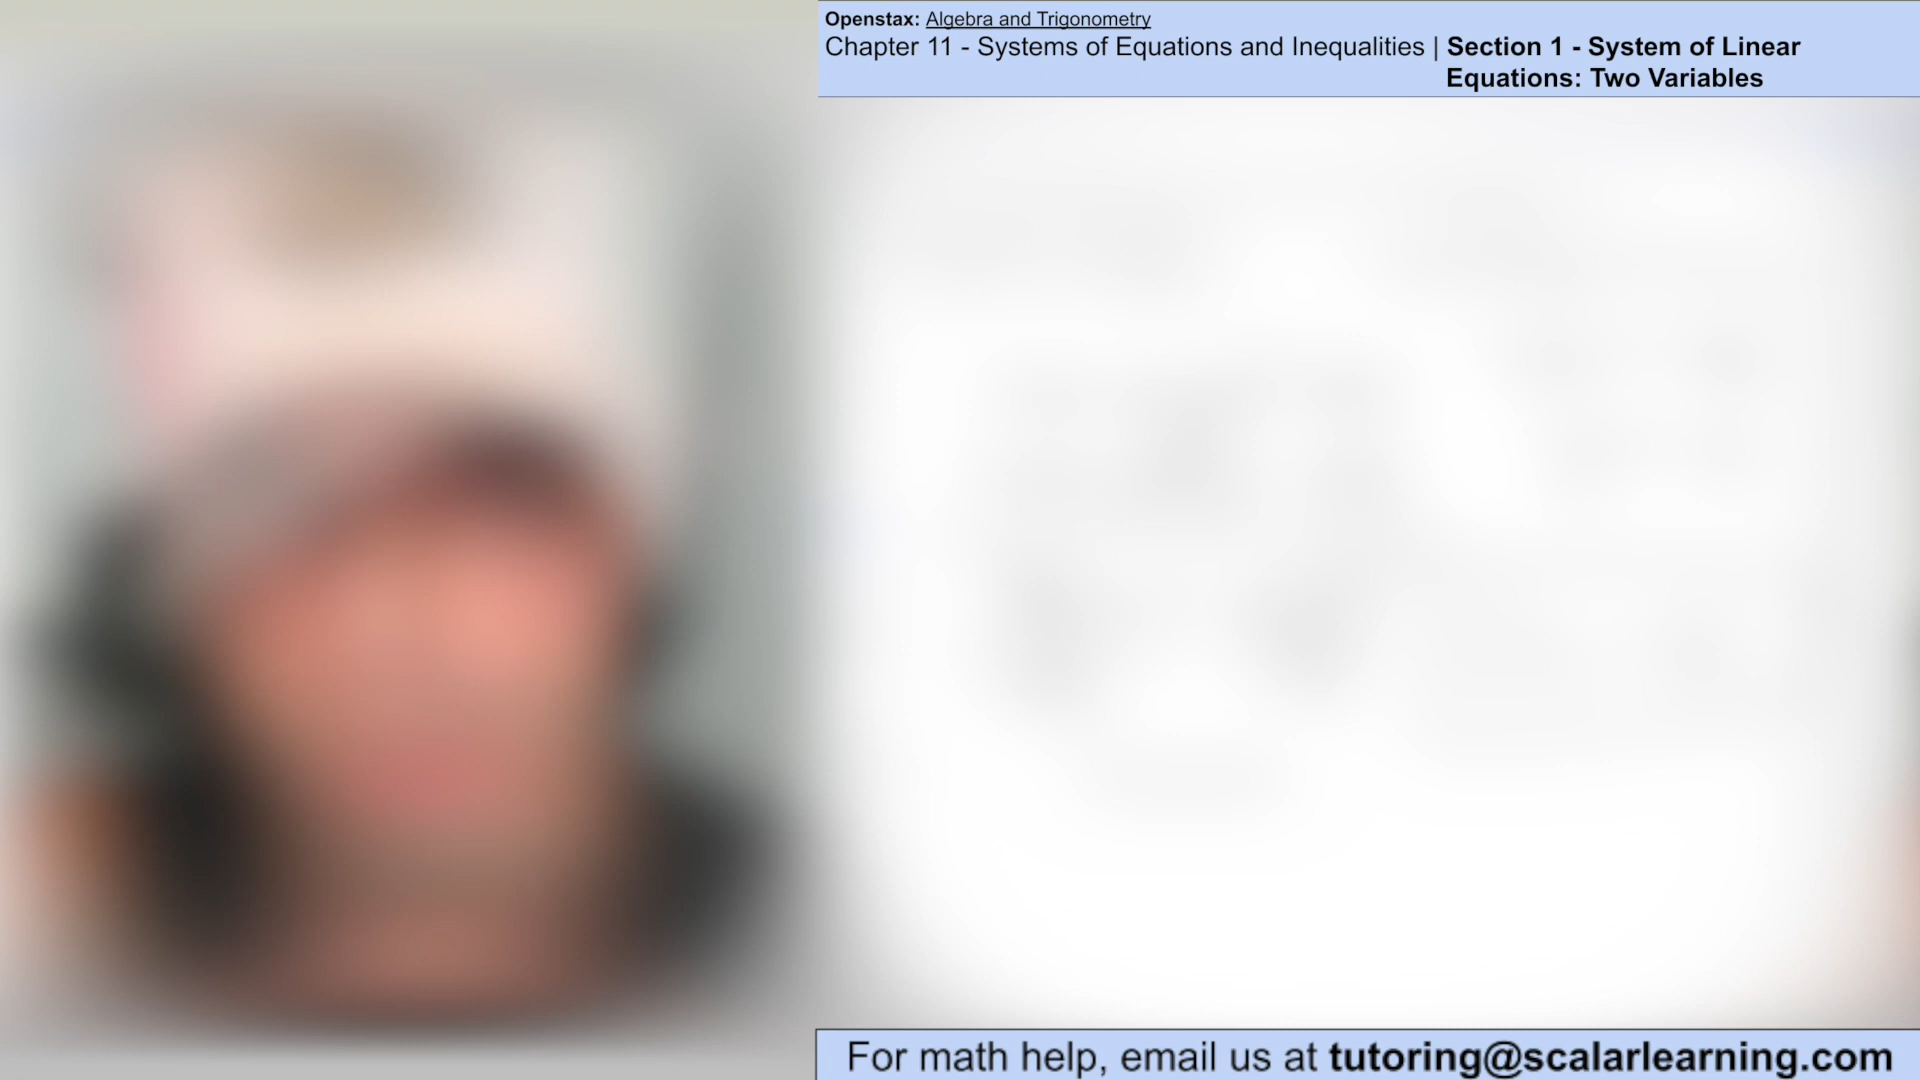 Openstax: Algebra and Trigonometry
Chapter 11 - Systems of Equations and Inequalities | Section 1 - System of Linear
Equations: Two Variables
For math help, email us at tutoring@scalarlearning.com